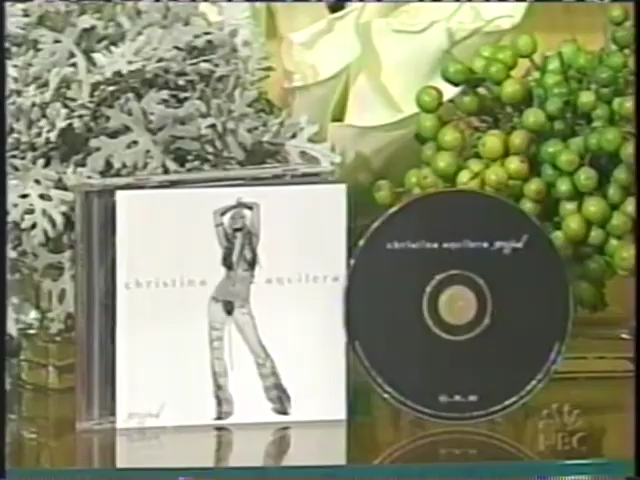 christina aguilera
stripped
christina aguilera stripped
NBC